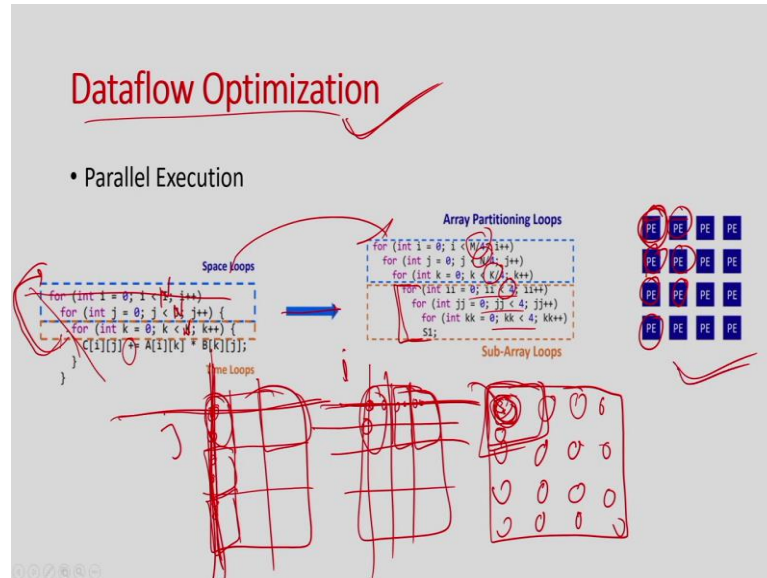 Dataflow Optimization
• Parallel Execution
Space Loops
for (int i = 0; i < i++)
for (int j = 0; j < j++) {
for (int k = 0; k < k++) {
C[i][j] += A[i][k] * B[k][j];
}
}
Time Loops
Array Partitioning Loops
for (int i = 0; i < M/4; i++)
for (int j = 0; j < N/4; j++)
for (int k = 0; k < K/4; k++)
for (int ii = 0; ii < 4; ii++)
for (int jj = 0; jj < 4; jj++)
for (int kk = 0; kk < 4; kk++)
S1;
Sub-Array Loops
PE PE PE PE
PE PE PE PE
PE PE PE PE
PE PE PE PE
i
J